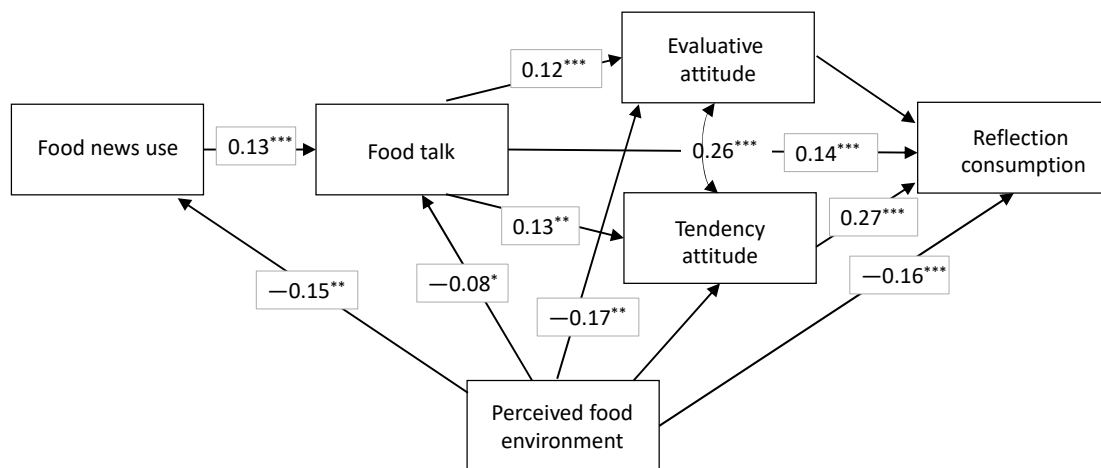 Evaluative
attitude
0.12***
Food news use
0.13***
Food talk
0.26***
0.14***
Reflection
consumption
0.13**
Tendency
attitude
0.27***
—0.15**
—0.08*
—0.17**
—0.16***
Perceived food
environment